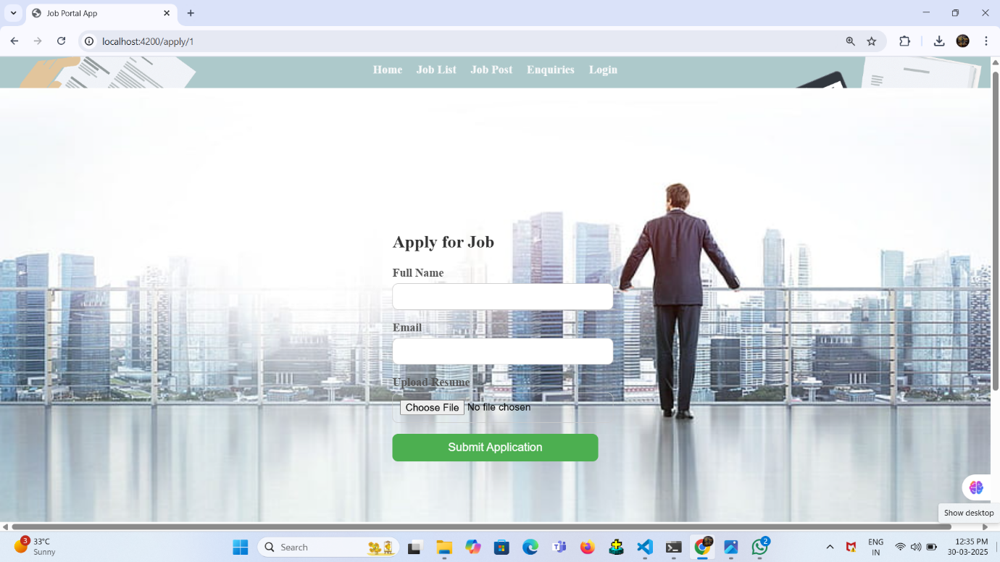 Job Portal App
localhost:4200/apply/1
Home Job List Job Post Enquiries Login
Apply for Job
Full Name
Email
Upload Resume
Choose File No file chosen
Submit Application
Show desktop
3
33°C
Sunny
Search
2
ENG
IN
12:35 PM
30-03-2025